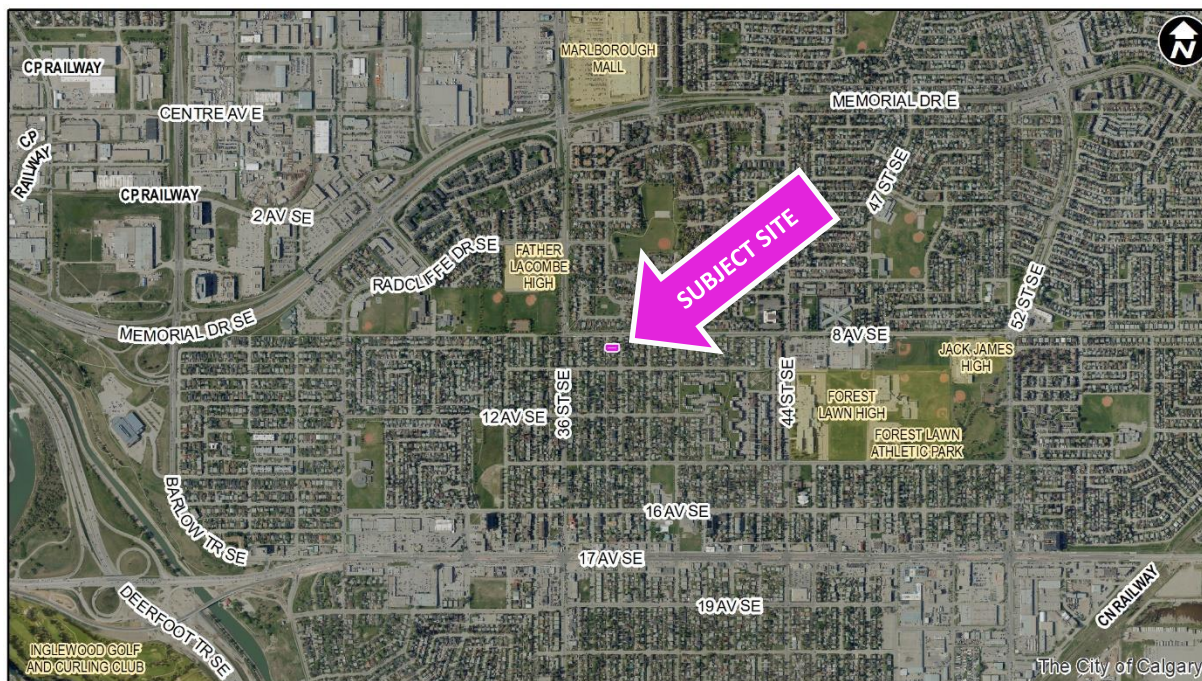 MARLBOROUGH
MALL
N
CP RAILWAY
MEMORIAL DR E
CENTRE AV E
CP
RAILWAY
CP RAILWAY
47 ST SE
2 AV SE
SUBJECT SITE
FATHER
LACOMBE
HIGH
RADCLIFFE DR SE
52 ST SE
MEMORIAL DR SE
8 AV SE
JACK JAMES
HIGH
36 ST SE
44 ST SE
FOREST
LAWN HIGH
12 AV SE
FOREST LAWN
ATHLETIC PARK
BARLOW TR SE
16 AV SE
17 AV SE
DEERFOOT TR SE
19 AV SE
CN RAILWAY
INGLEWOOD GOLF
AND CURLING CLUB
The City of Calgary